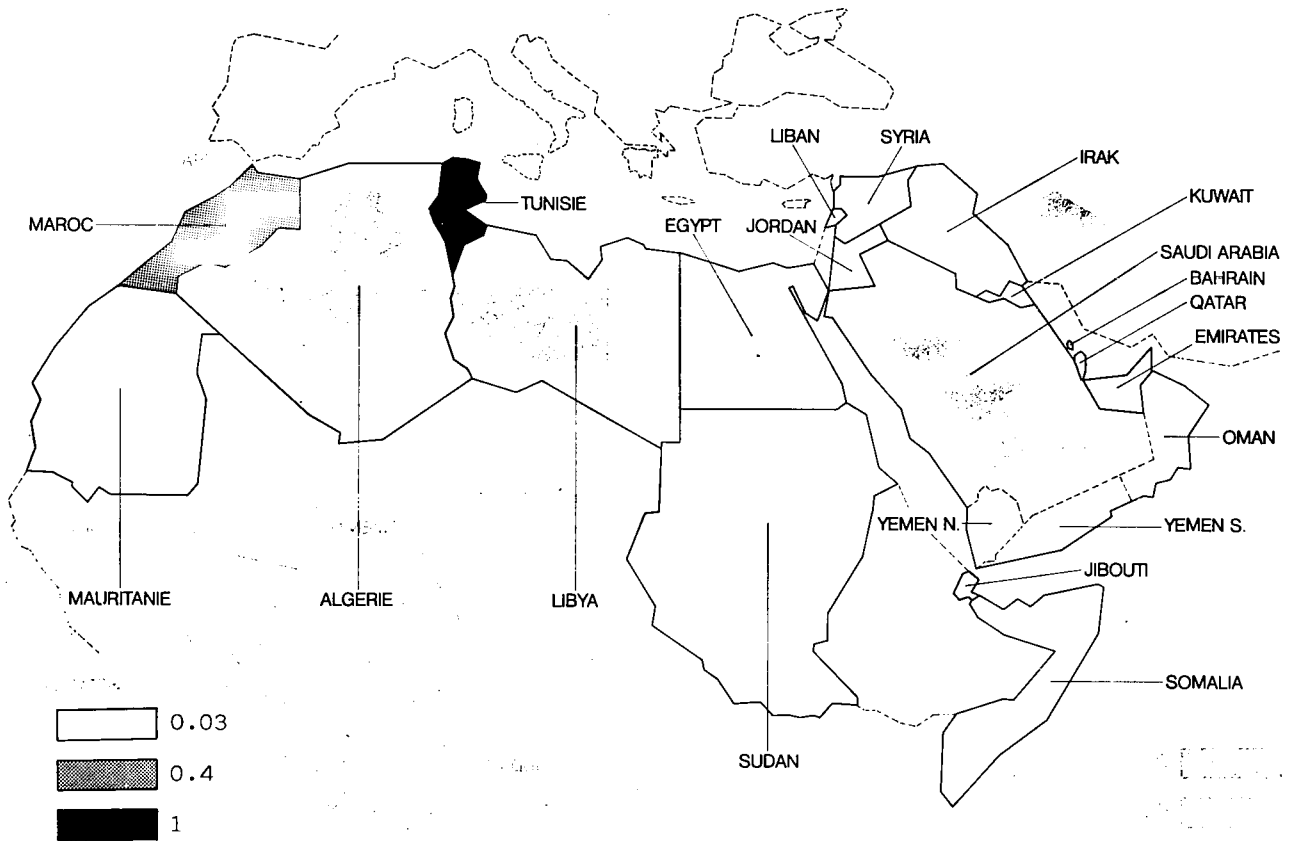 LIBAN
SYRIA
IRAK
KUWAIT
TUNISIE
MAROC
EGYPT
JORDAN
SAUDI ARABIA
BAHRAIN
QATAR
EMIRATES
OMAN
YEMEN N.
YEMEN S.
JIBOUTI
MAURITANIE
ALGERIE
LIBYA
SOMALIA
SUDAN
0.03
0.4
1